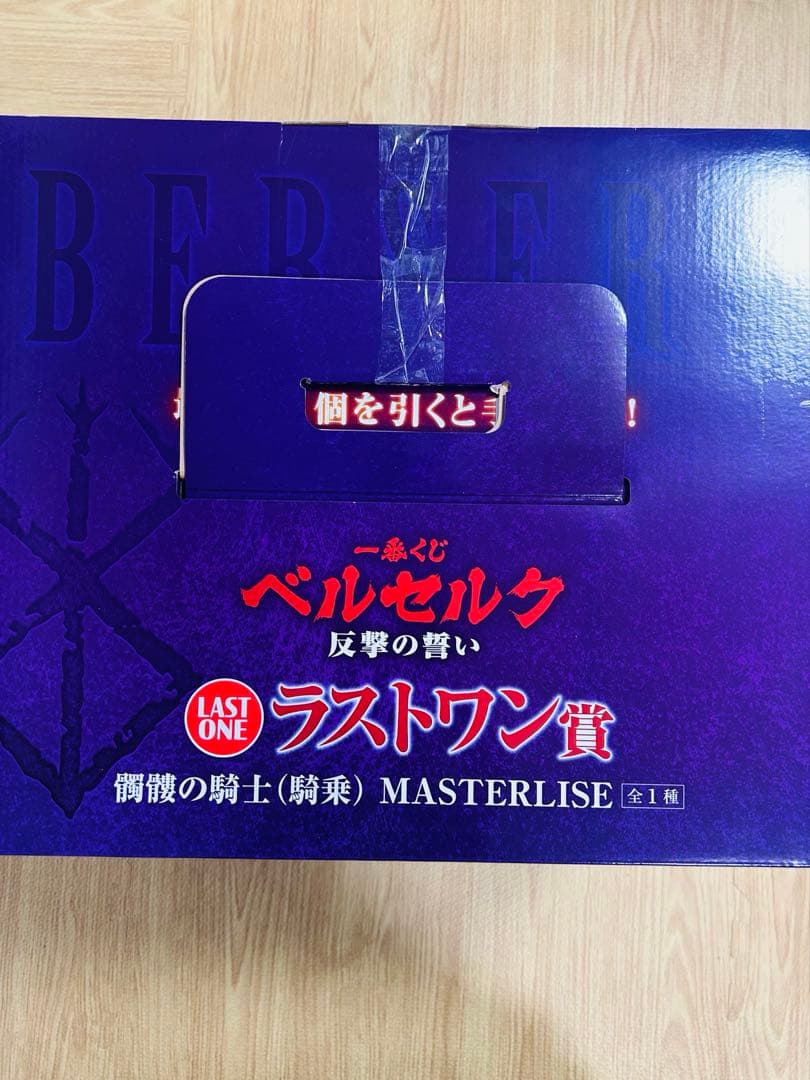 BERSER
個を引くと
!
一番くじ
ベルセルク
反撃の誓い
LAST
ONE
ラストワン賞
髑髏の騎士(騎乗) MASTERLISE 全1種